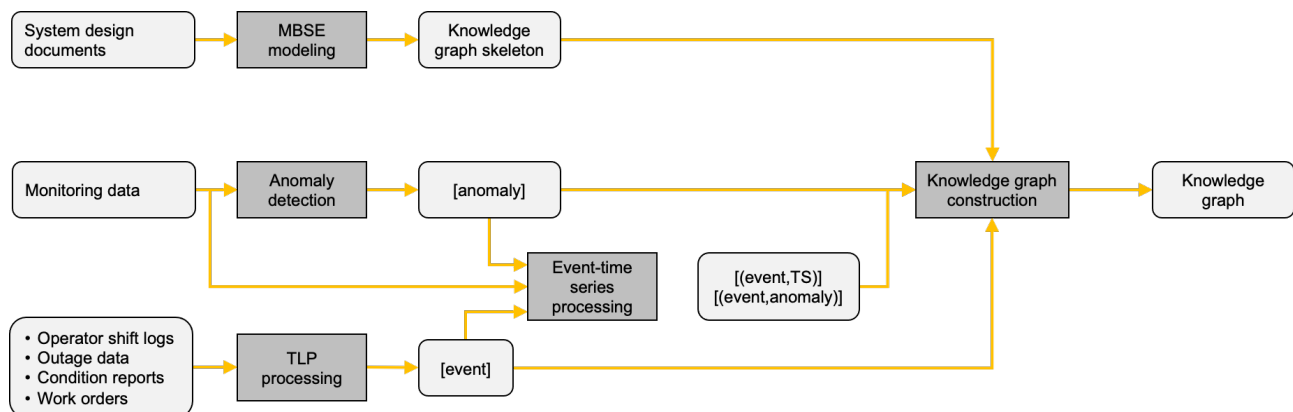 System design
documents
MBSE
modeling
Knowledge
graph skeleton
Monitoring data
Anomaly
detection
[anomaly]
Knowledge graph
construction
Knowledge
graph
Event-time
series
processing
[(event,TS)]
[(event,anomaly)]
• Operator shift logs
• Outage data
• Condition reports
• Work orders
TLP
processing
[event]